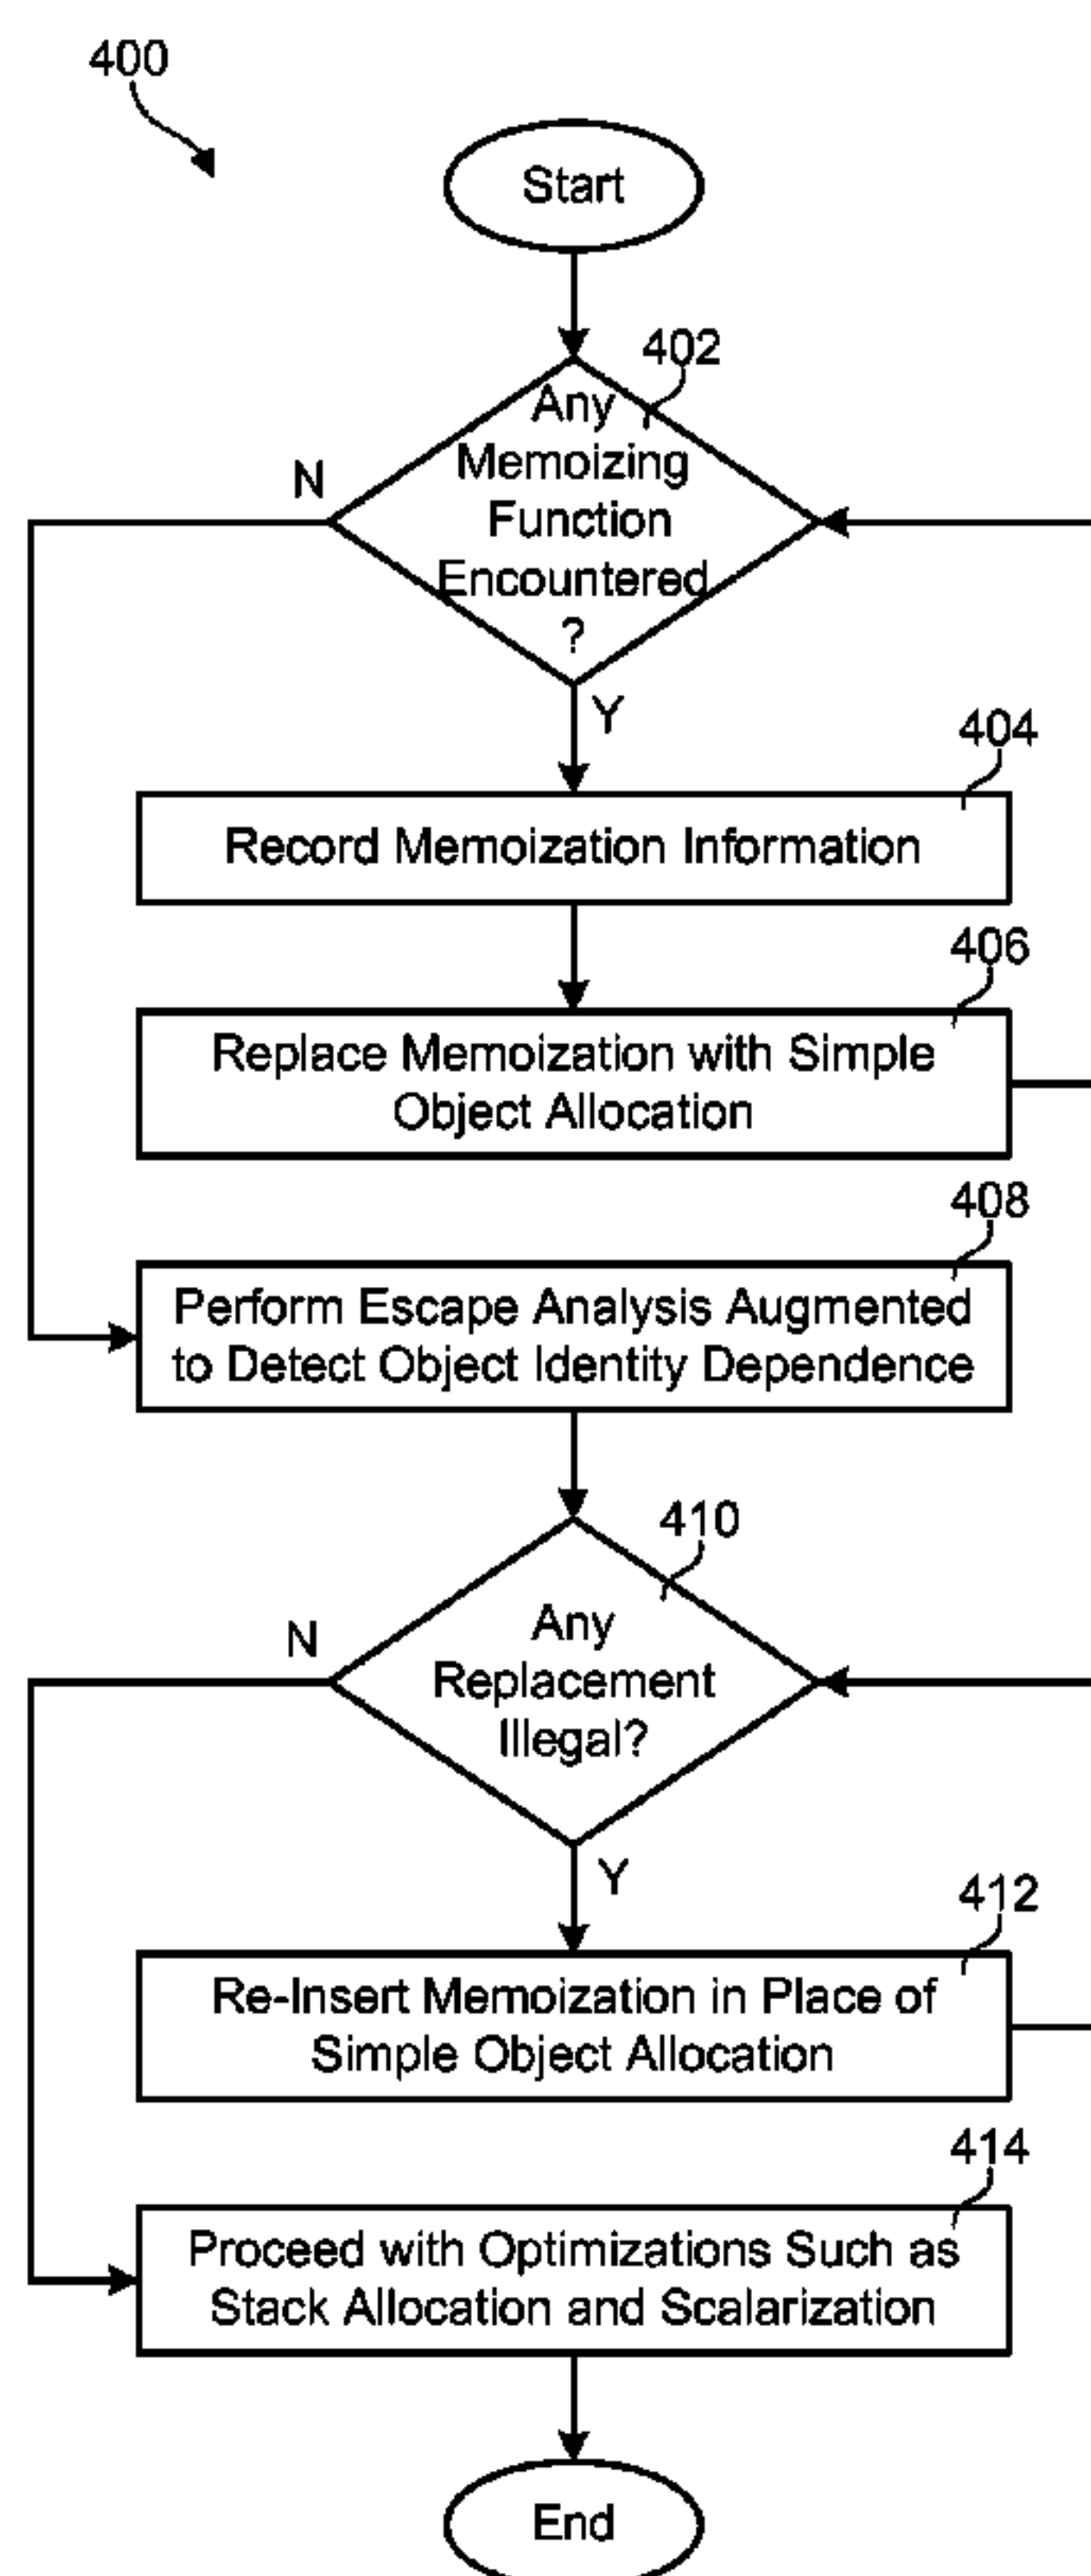 400
Start
402
Any
Memoizing
Function
Encountered
?
N
Y
404
Record Memoization Information
406
Replace Memoization with Simple
Object Allocation
408
Perform Escape Analysis Augmented
to Detect Object Identity Dependence
410
Any
Replacement
Illegal?
N
Y
412
Re-Insert Memoization in Place of
Simple Object Allocation
414
Proceed with Optimizations Such as
Stack Allocation and Scalarization
End